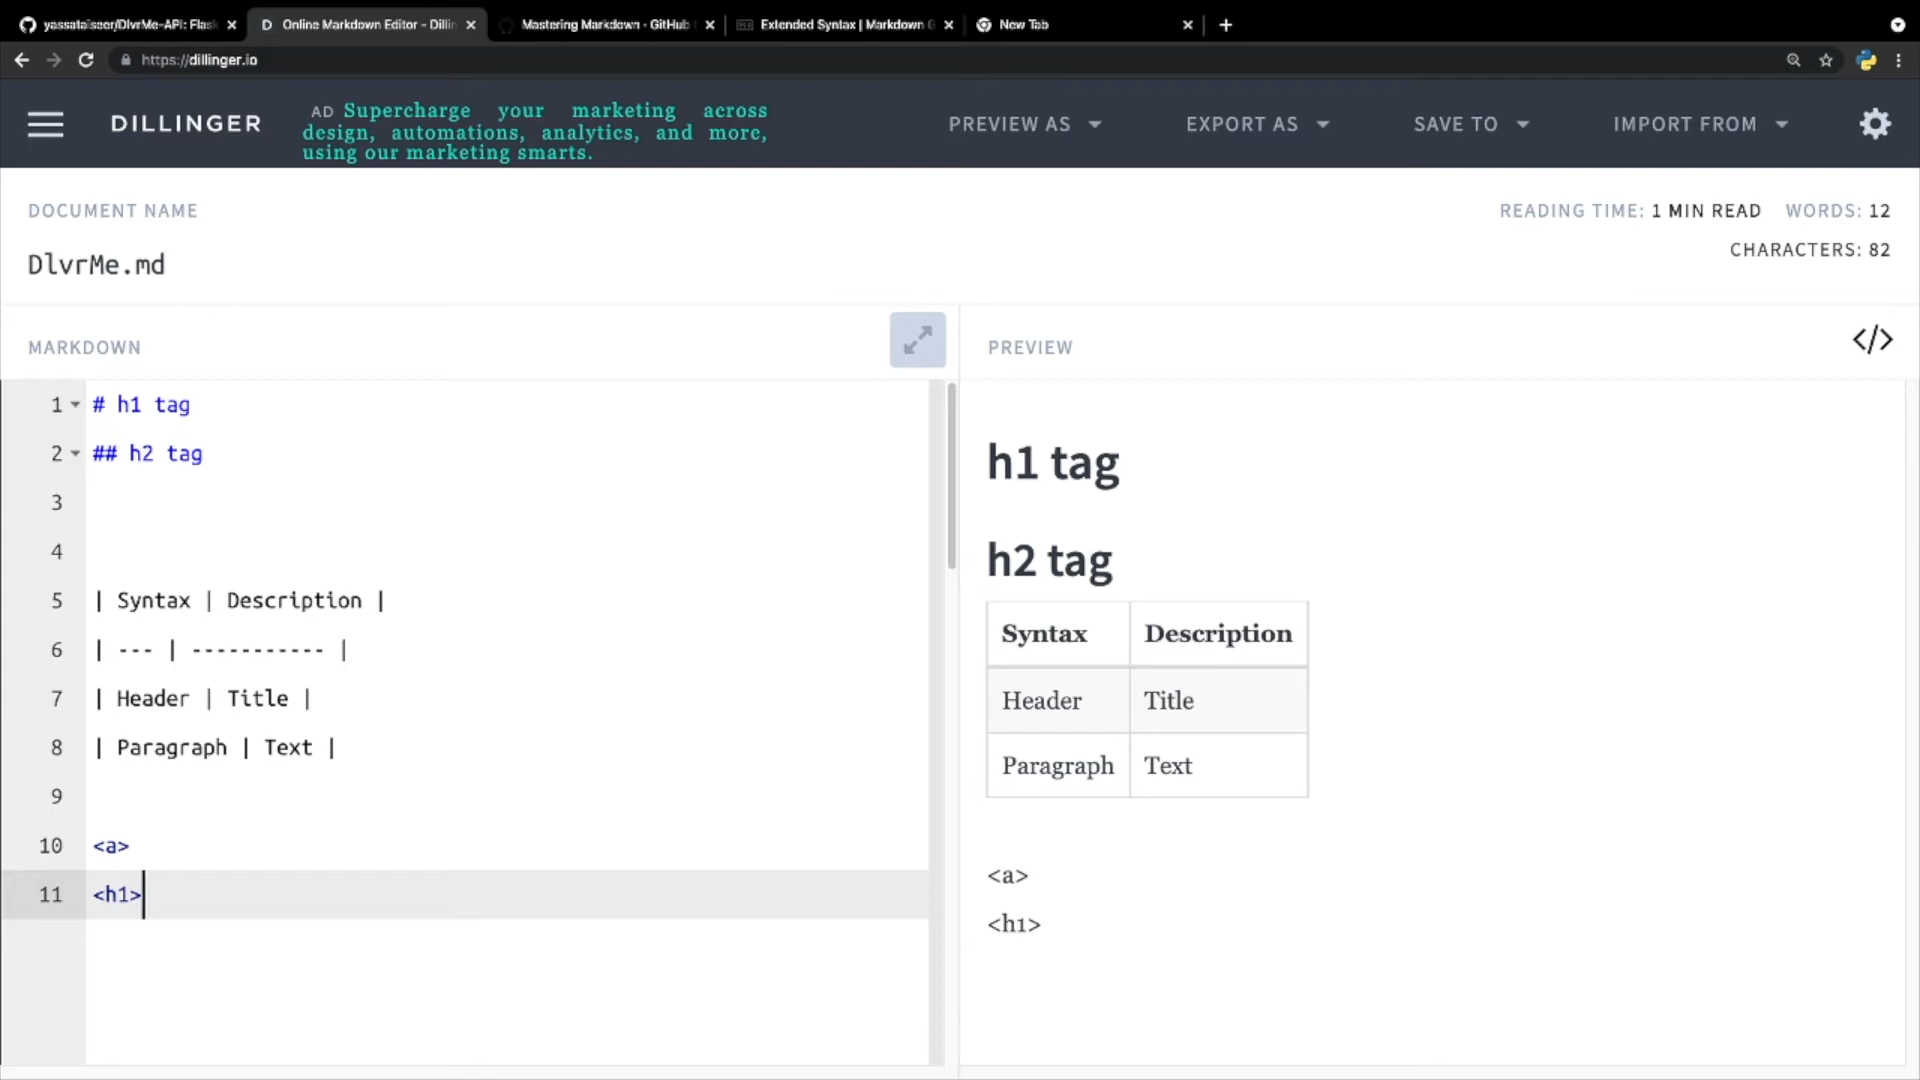 yassataiseer/DlvrMe-API: Flask
Online Markdown Editor - Dillin
Mastering Markdown · GitHub
Extended Syntax | Markdown G
New Tab
https://dillinger.io
DILLINGER
AD Supercharge your marketing across
design, automations, analytics, and more,
using our marketing smarts.
PREVIEW AS
EXPORT AS
SAVE TO
IMPORT FROM
DOCUMENT NAME
READING TIME: 1 MIN READ WORDS: 12
CHARACTERS: 82
DlvrMe.md
MARKDOWN
1 # h1 tag
2 ## h2 tag
3
4
5 | Syntax | Description |
6 | --- | ----------- |
7 | Header | Title |
8 | Paragraph | Text |
9
10 <a>
11 <h1>
PREVIEW
</>
h1 tag
h2 tag
Syntax Description
Header Title
Paragraph Text
<a>
<h1>